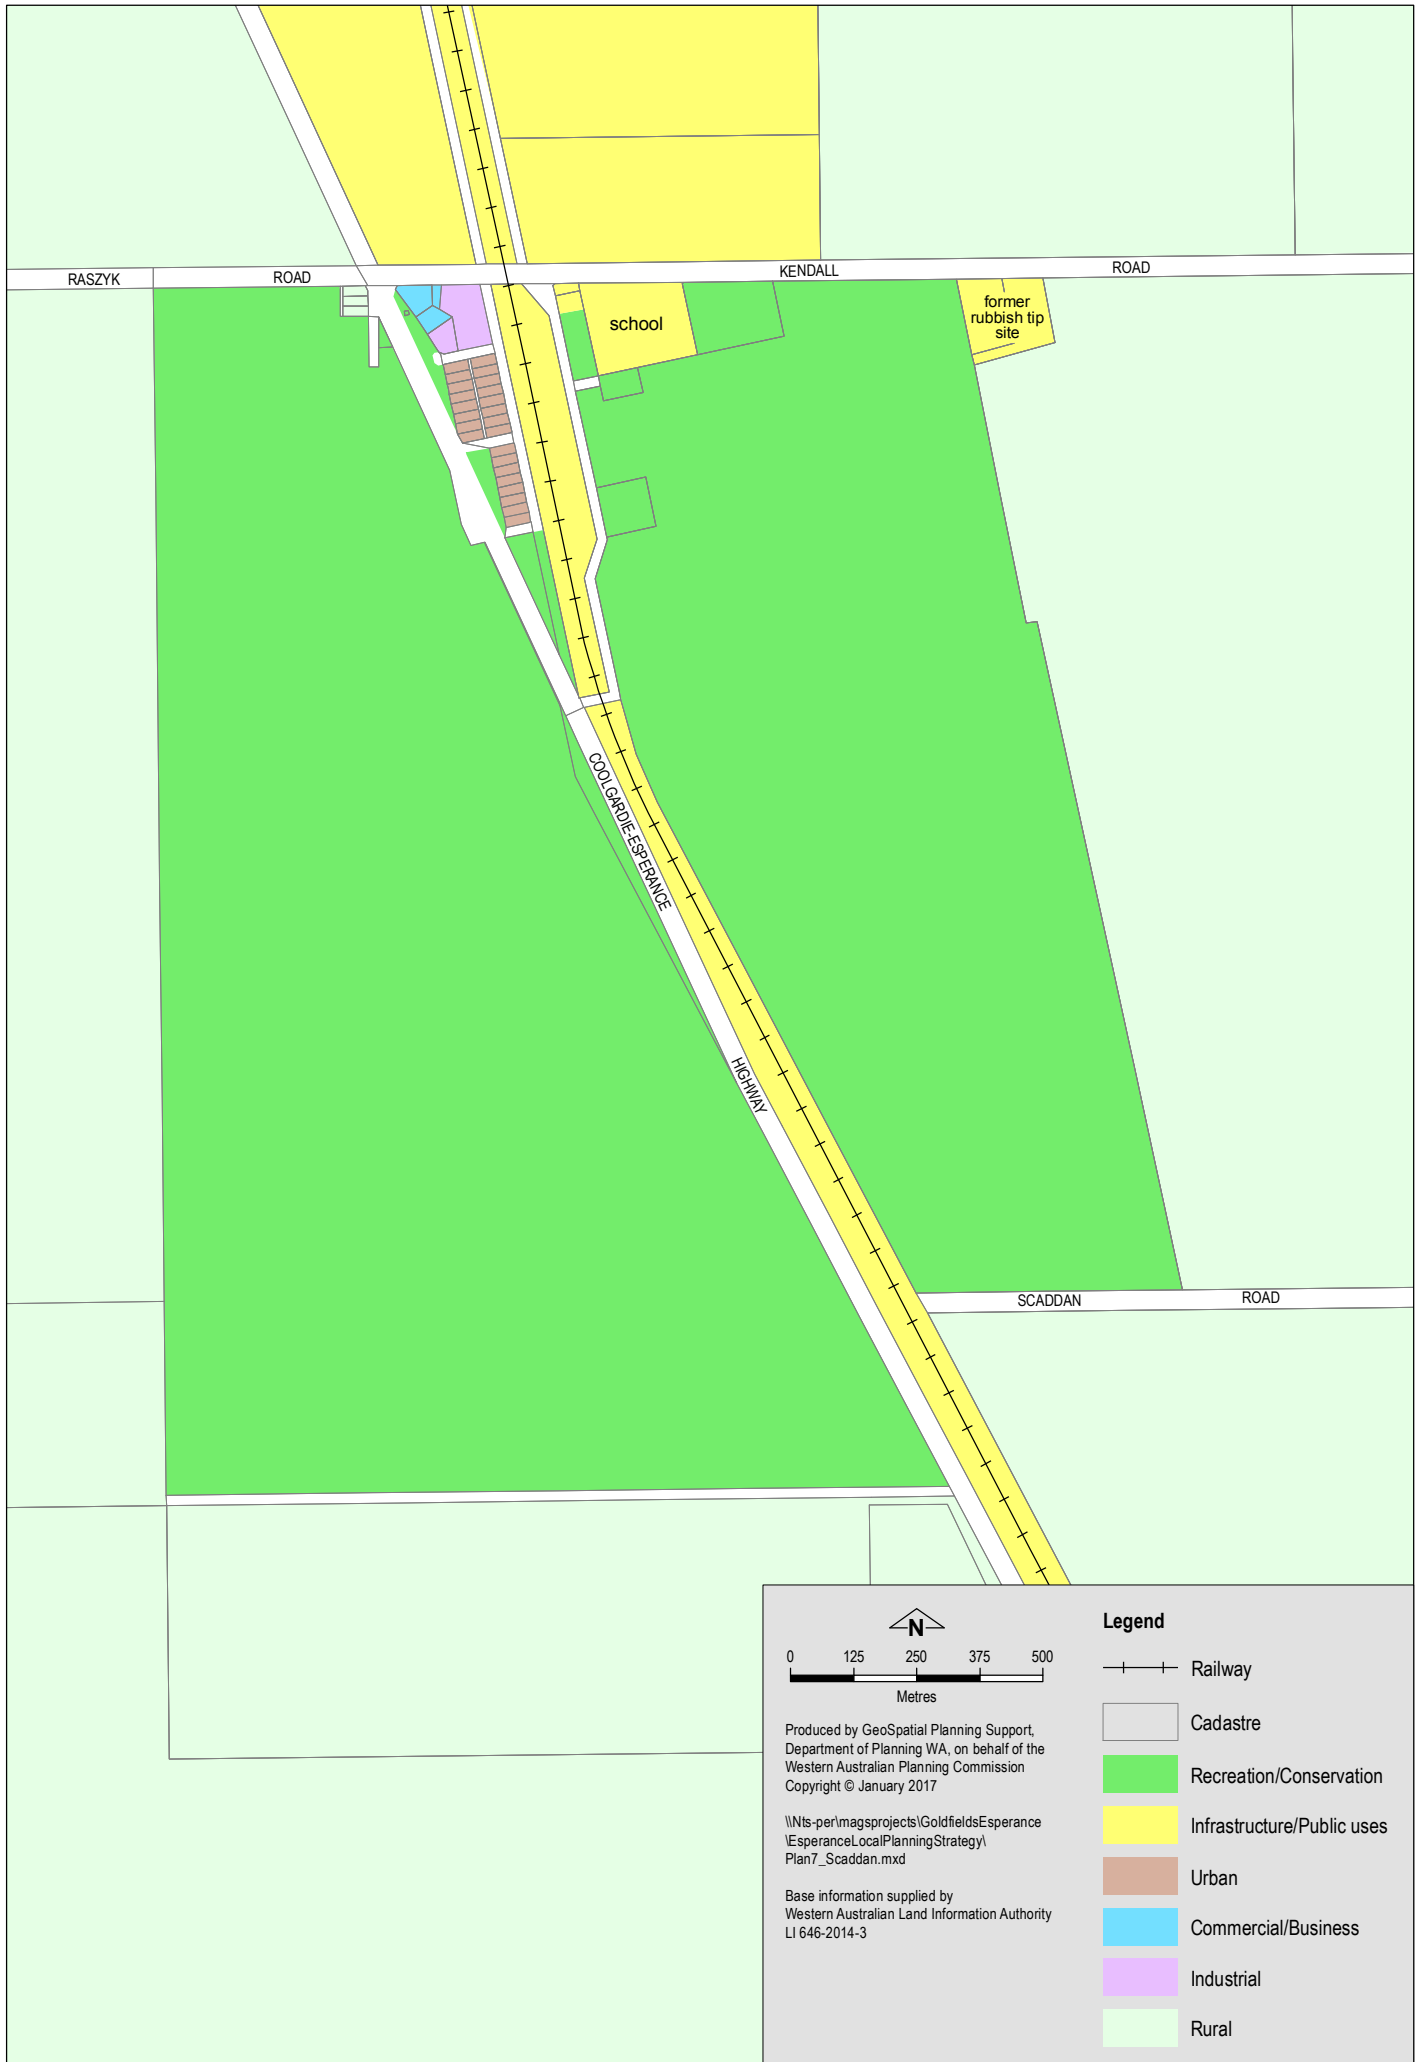 RASZYK
ROAD
KENDALL
ROAD
former
rubbish tip
site
school
COOLGARDIE-ESPERANCE
HIGHWAY
SCADDAN
ROAD
N
0 125 250 375 500
Metres
Produced by GeoSpatial Planning Support,
Department of Planning WA, on behalf of the
Western Australian Planning Commission
Copyright © January 2017
\\Nts-per\magsprojects\GoldfieldsEsperance
\EsperanceLocalPlanningStrategy\
Plan7_Scaddan.mxd
Base information supplied by
Western Australian Land Information Authority
LI 646-2014-3
Legend
Railway
Cadastre
Recreation/Conservation
Infrastructure/Public uses
Urban
Commercial/Business
Industrial
Rural